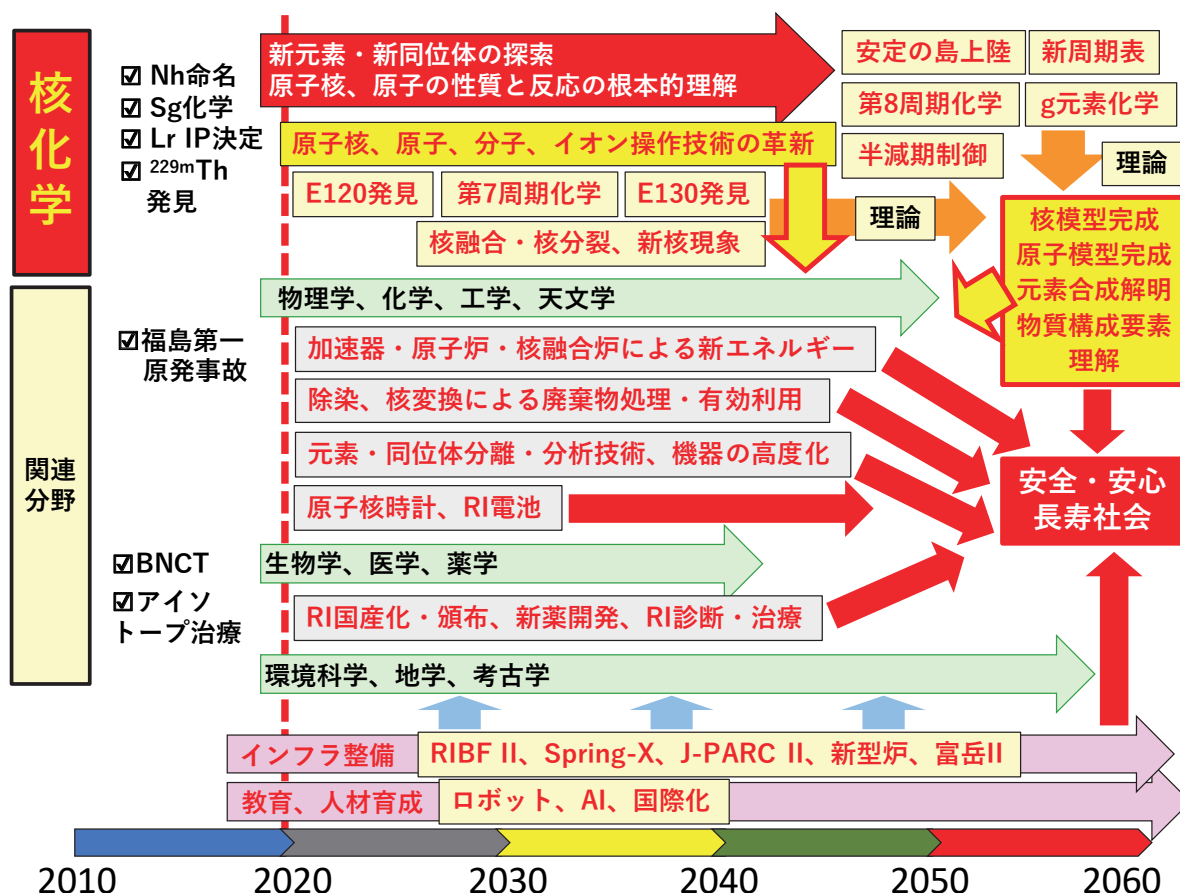 核化学
☑ Nh命名
☑ Sg化学
☑ Lr IP決定
☑ ²²⁹ᵐTh
発見
新元素・新同位体の探索
原子核、原子の性質と反応の根本的理解
原子核、原子、分子、イオン操作技術の革新
E120発見
第7周期化学
E130発見
核融合・核分裂、新核現象
安定の島上陸
新周期表
第8周期化学
g元素化学
半減期制御
理論
理論
核模型完成
原子模型完成
元素合成解明
物質構成要素
理解
関連
分野
☑福島第一
原発事故
物理学、化学、工学、天文学
加速器・原子炉・核融合炉による新エネルギー
除染、核変換による廃棄物処理・有効利用
元素・同位体分離・分析技術、機器の高度化
原子核時計、RI電池
安全・安心
長寿社会
☑BNCT
☑アイソ
トープ治療
生物学、医学、薬学
RI国産化・頒布、新薬開発、RI診断・治療
環境科学、地学、考古学
インフラ整備
RIBF II、Spring-X、J-PARC II、新型炉、富岳II
教育、人材育成
ロボット、AI、国際化
2010
2020
2030
2040
2050
2060